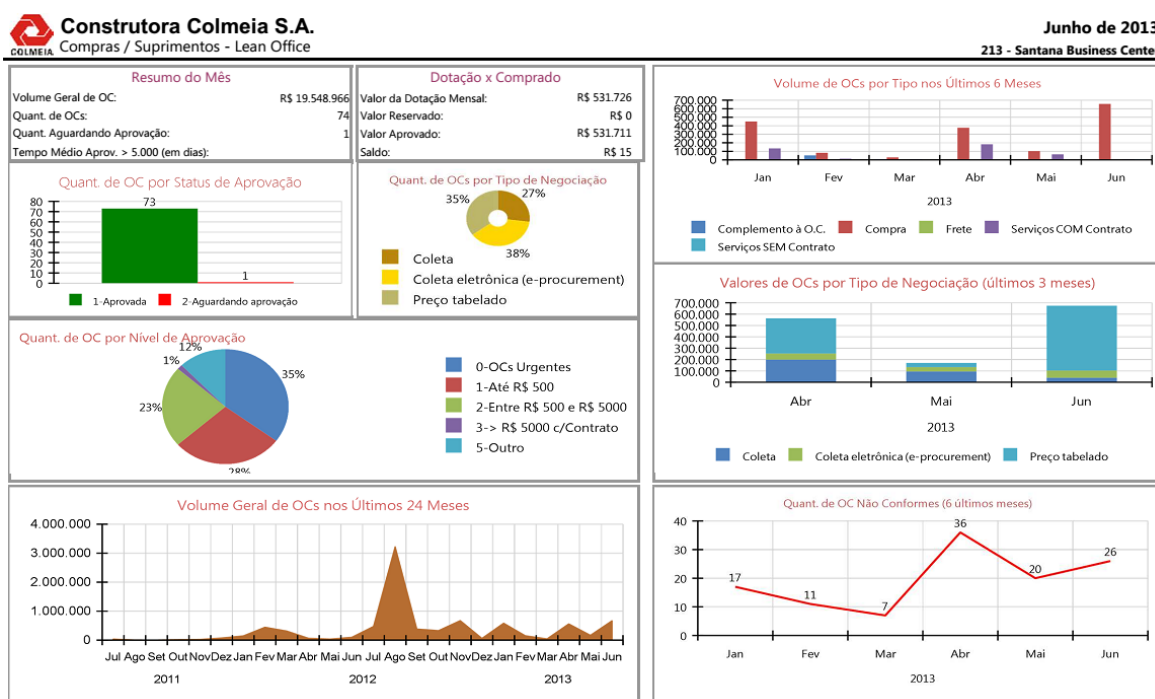 Construtora Colmeia S.A.
Compras / Suprimentos - Lean Office
COLMEIA
Junho de 2013
213 - Santana Business Cente
Resumo do Mês
Volume Geral de OC: R$ 19.548.966
Quant. de OCs: 74
Quant. Aguardando Aprovação: 1
Tempo Médio Aprov. > 5.000 (em dias):
Dotação x Comprado
Valor da Dotação Mensal: R$ 531.726
Valor Reservado: R$ 0
Valor Aprovado: R$ 531.711
Saldo: R$ 15
Volume de OCs por Tipo nos Últimos 6 Meses
700.000
600.000
500.000
400.000
300.000
200.000
100.000
0
Jan Fev Mar Abr Mai Jun
2013
Complemento à O.C. Compra Frete Serviços COM Contrato
Serviços SEM Contrato
Quant. de OC por Status de Aprovação
80
70
60
50
40
30
20
10
0
73
1
1-Aprovada 2-Aguardando aprovação
Quant. de OCs por Tipo de Negociação
35% 27%
38%
Coleta
Coleta eletrônica (e-procurement)
Preço tabelado
Valores de OCs por Tipo de Negociação (últimos 3 meses)
700.000
600.000
500.000
400.000
300.000
200.000
100.000
0
Abr Mai Jun
2013
Coleta Coleta eletrônica (e-procurement) Preço tabelado
Quant. de OC por Nível de Aprovação
12%
1%
35%
23%
28%
0-OCs Urgentes
1-Até R$ 500
2-Entre R$ 500 e R$ 5000
3-> R$ 5000 c/Contrato
5-Outro
Volume Geral de OCs nos Últimos 24 Meses
4.000.000
3.000.000
2.000.000
1.000.000
0
Jul Ago Set Out Nov Dez Jan Fev Mar Abr Mai Jun Jul Ago Set Out Nov Dez Jan Fev Mar Abr Mai Jun
2011 2012 2013
Quant. de OC Não Conformes (6 últimos meses)
40
30
20
10
0
17
11
7
36
20
26
Jan Fev Mar Abr Mai Jun
2013